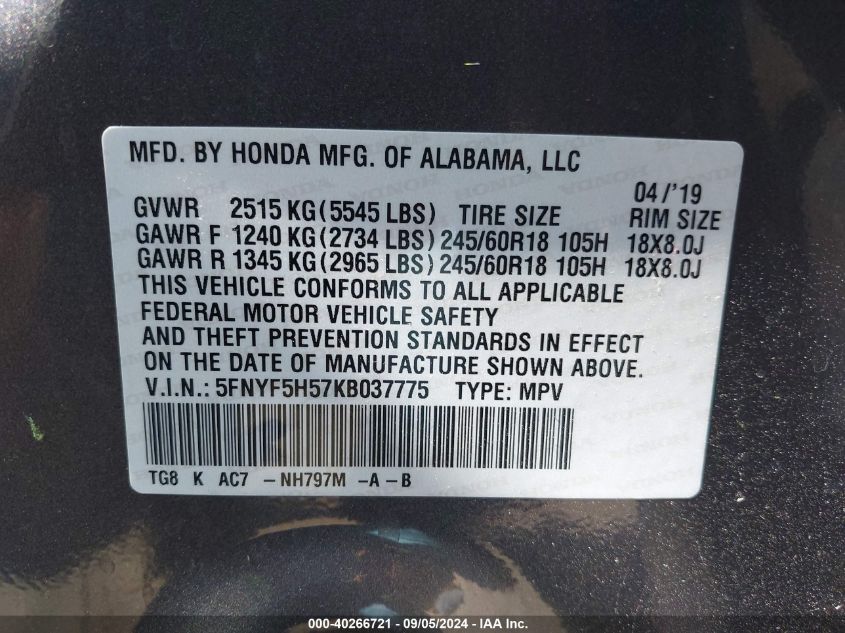 MFD. BY HONDA MFG. OF ALABAMA, LLC
04/'19
GVWR 2515 KG(5545 LBS) TIRE SIZE RIM SIZE
GAWR F 1240 KG(2734 LBS) 245/60R18 105H 18X8.0J
GAWR R 1345 KG(2965 LBS) 245/60R18 105H 18X8.0J
THIS VEHICLE CONFORMS TO ALL APPLICABLE
FEDERAL MOTOR VEHICLE SAFETY
AND THEFT PREVENTION STANDARDS IN EFFECT
ON THE DATE OF MANUFACTURE SHOWN ABOVE.
V.I.N.: 5FNYF5H57KB037775 TYPE: MPV
TG8 K AC7 -NH797M -A -B
000-40266721 - 09/05/2024 - IAA Inc.